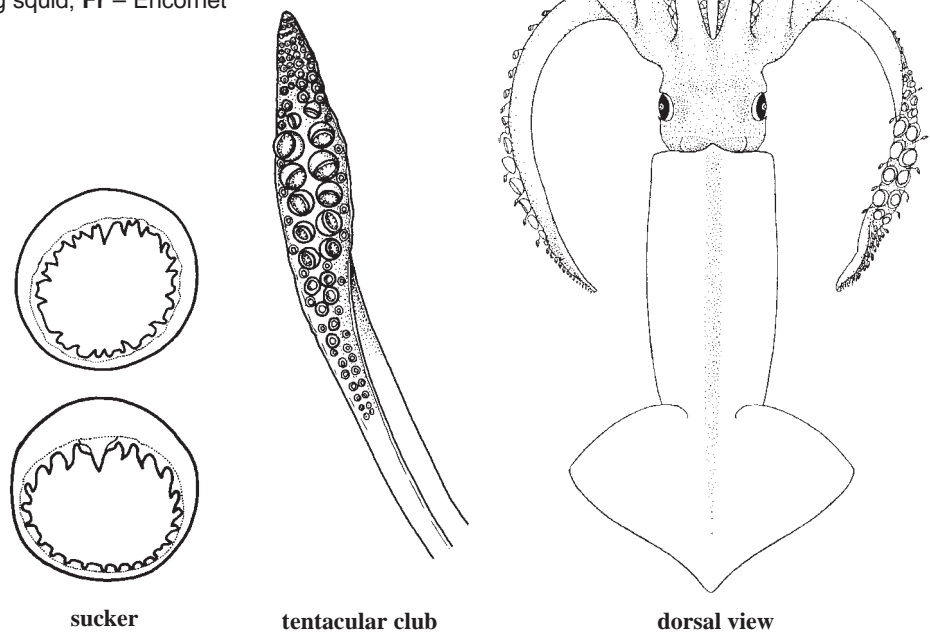 g squid; Fr – Encornet
sucker
tentacular club
dorsal view